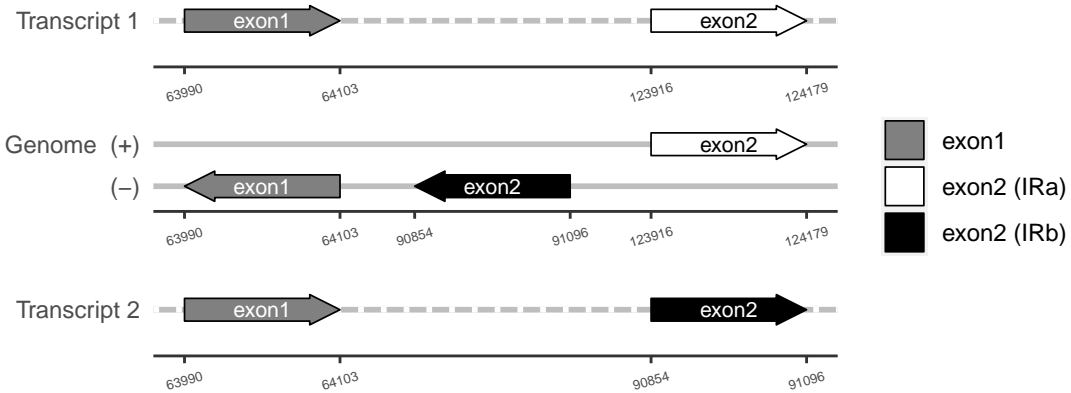 Transcript 1
exon1
exon2
63990
64103
123916
124179
Genome (+)
exon2
(−)
exon1
exon2
63990
64103
90854
91096
123916
124179
exon1
exon2 (IRa)
exon2 (IRb)
Transcript 2
exon1
exon2
63990
64103
90854
91096